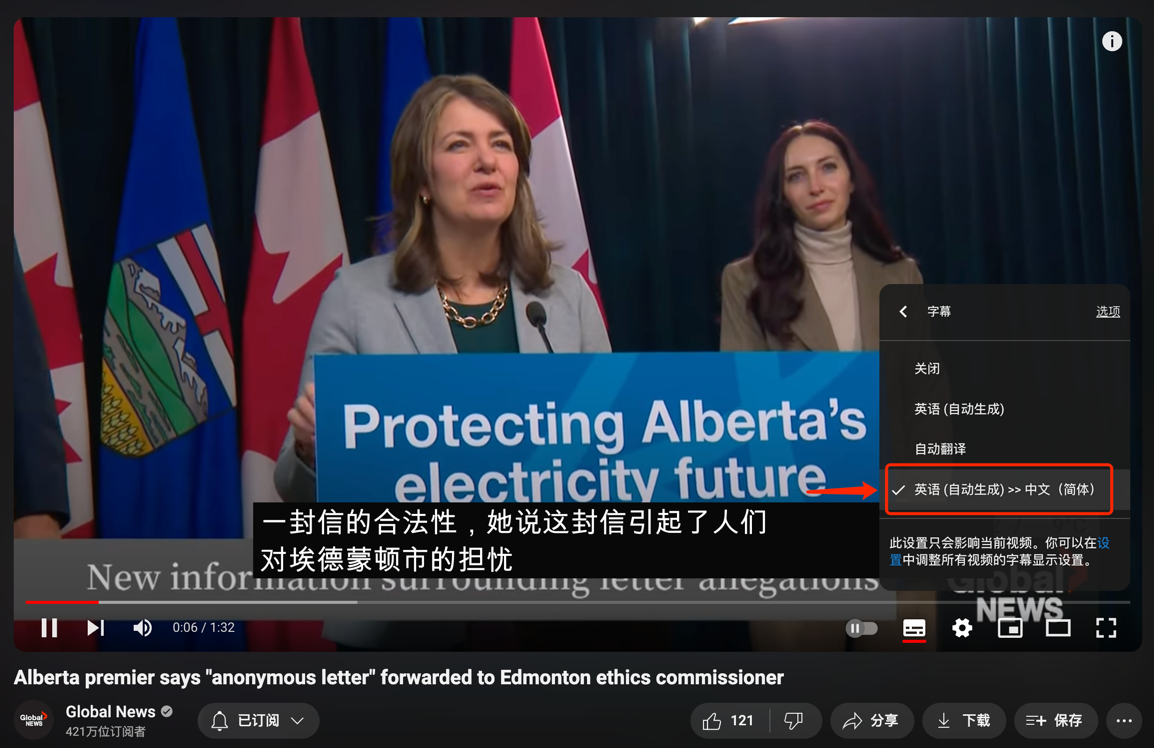 Protecting Alberta's
electricity future
字幕
选项
关闭
英语 (自动生成)
自动翻译
英语 (自动生成) >> 中文（简体）
此设置只会影响当前视频。你可以在设
置中调整所有视频的字幕显示设置。
一封信的合法性，她说这封信引起了人们
对埃德蒙顿市的担忧
New information surrounding letter allegations
Global
NEWS
0:06 / 1:32
Alberta premier says "anonymous letter" forwarded to Edmonton ethics commissioner
Global
NEWS
Global News
421万位订阅者
已订阅
121
分享
下载
保存